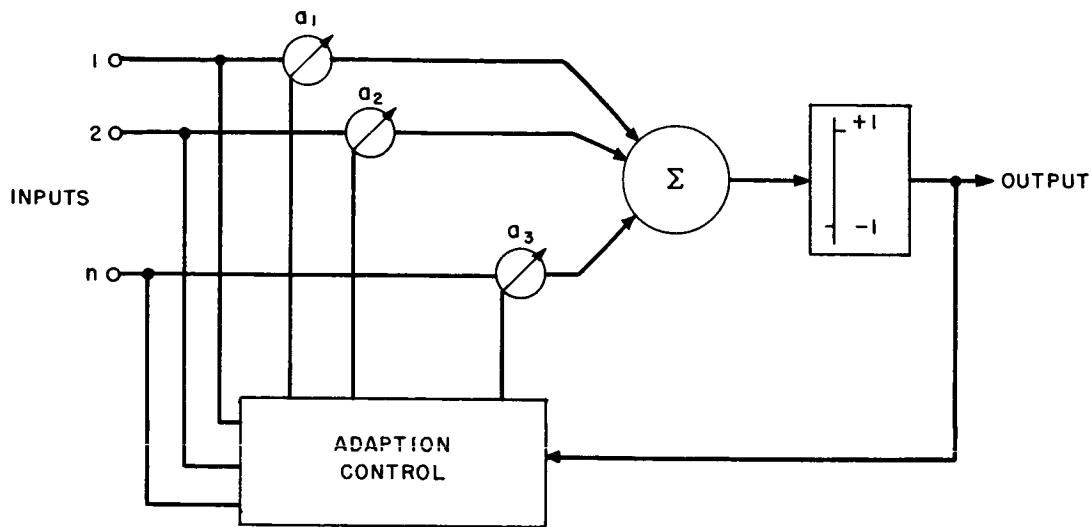 a1
1
a2
2
+1
Σ
OUTPUT
INPUTS
-1
a3
n
ADAPTION
CONTROL